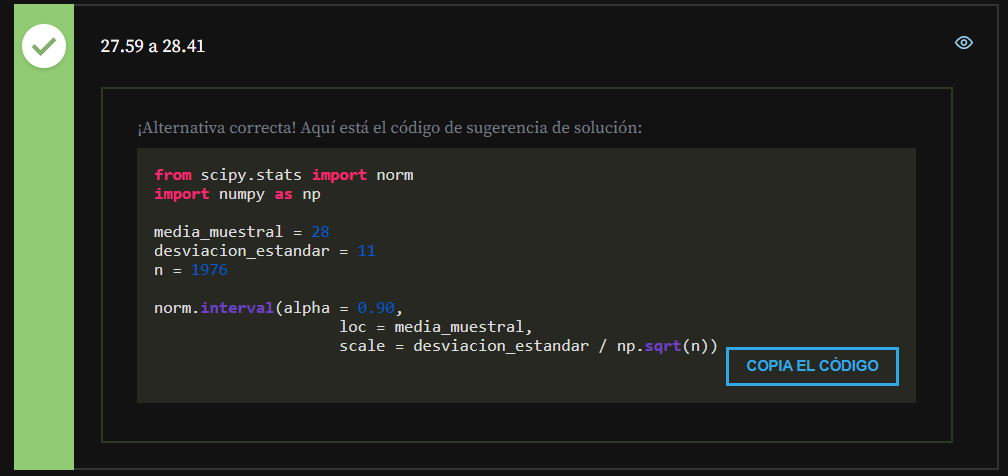 27.59 a 28.41
¡Alternativa correcta! Aquí está el código de sugerencia de solución:
from scipy.stats import norm
import numpy as np
media_muestral = 28
desviacion_estandar = 11
n = 1976
norm.interval(alpha = 0.90,
loc = media_muestral,
scale = desviacion_estandar / np.sqrt(n))
COPIA EL CÓDIGO